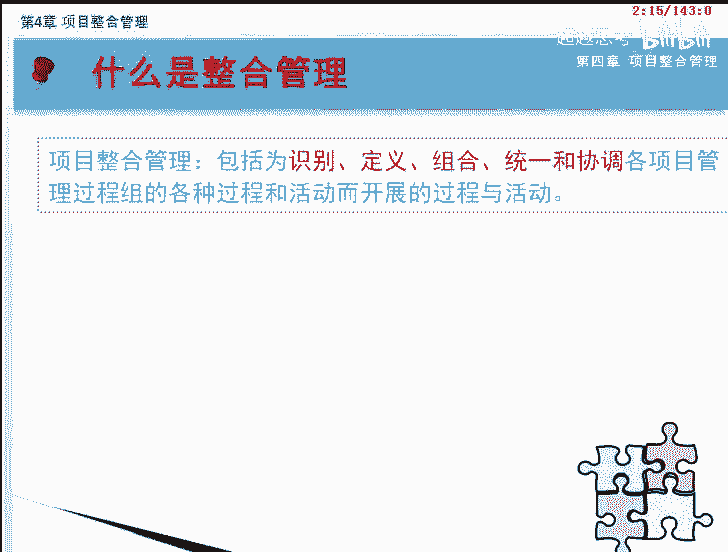 第4章 项目整合管理
2:15/143:0
bilibili
第四章 项目整合管理
什么是整合管理
项目整合管理：包括为识别、定义、组合、统一和协调各项目管
理过程组的各种过程和活动而开展的过程与活动。